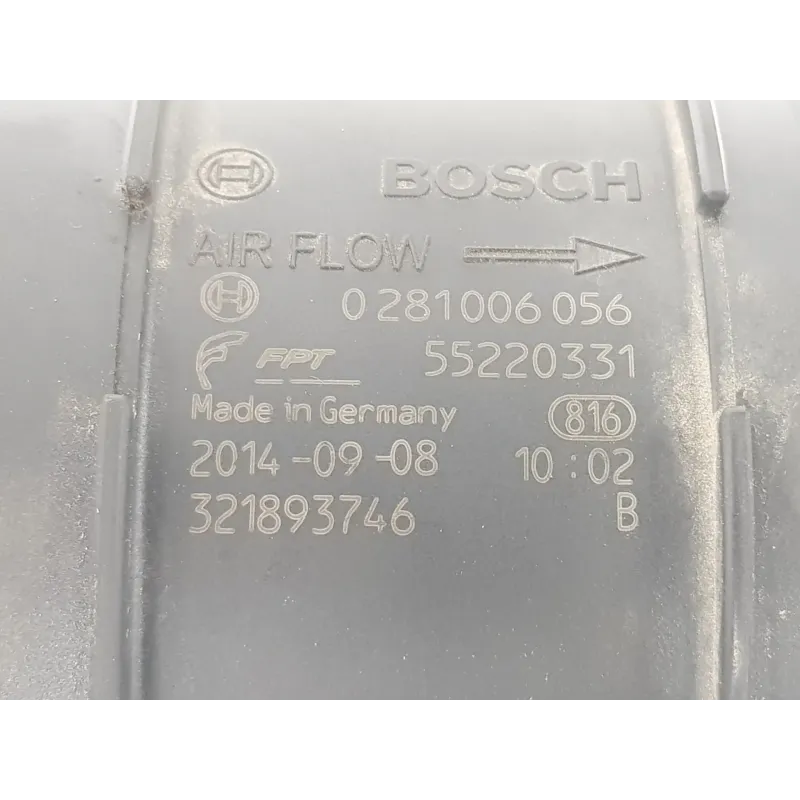 BOSCH
AIR FLOW
0 281 006 056
FPT 55220331
Made in Germany 816
2014-09-08 10:02
321893746 B